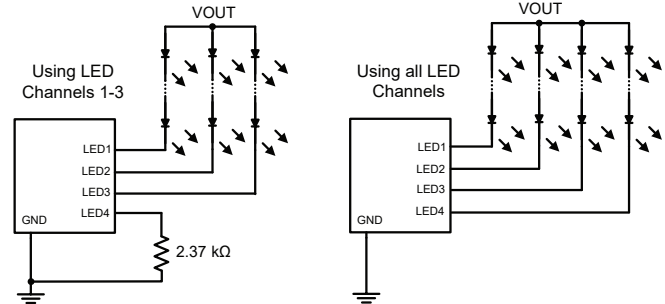 VOUT
Using LED
Channels 1-3
LED1
LED2
LED3
LED4
GND
2.37 kΩ
VOUT
Using all LED
Channels
LED1
LED2
LED3
LED4
GND